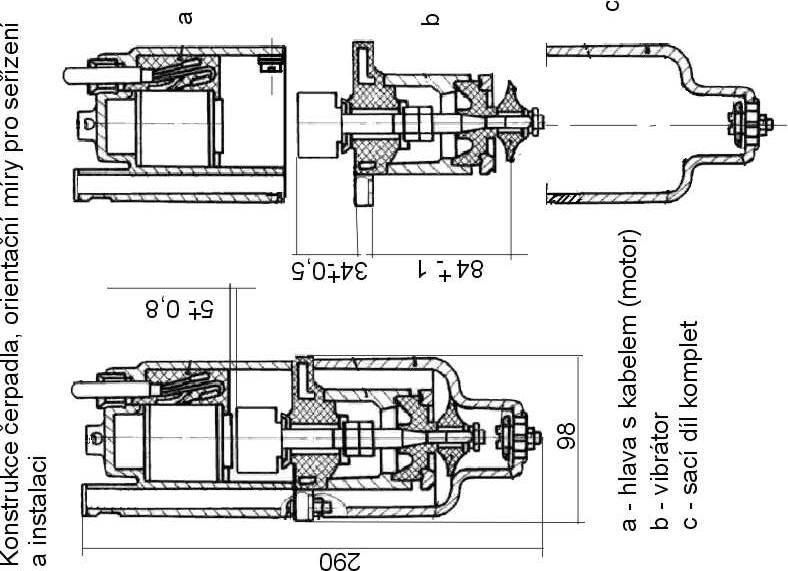 Konstrukce čerpadla, orientační míry pro seřízení
a instalaci
a
b
c
34±0,5
84±1
5±0,8
98
290
a - hlava s kabelem (motor)
b - vibrátor
c - sací díl komplet